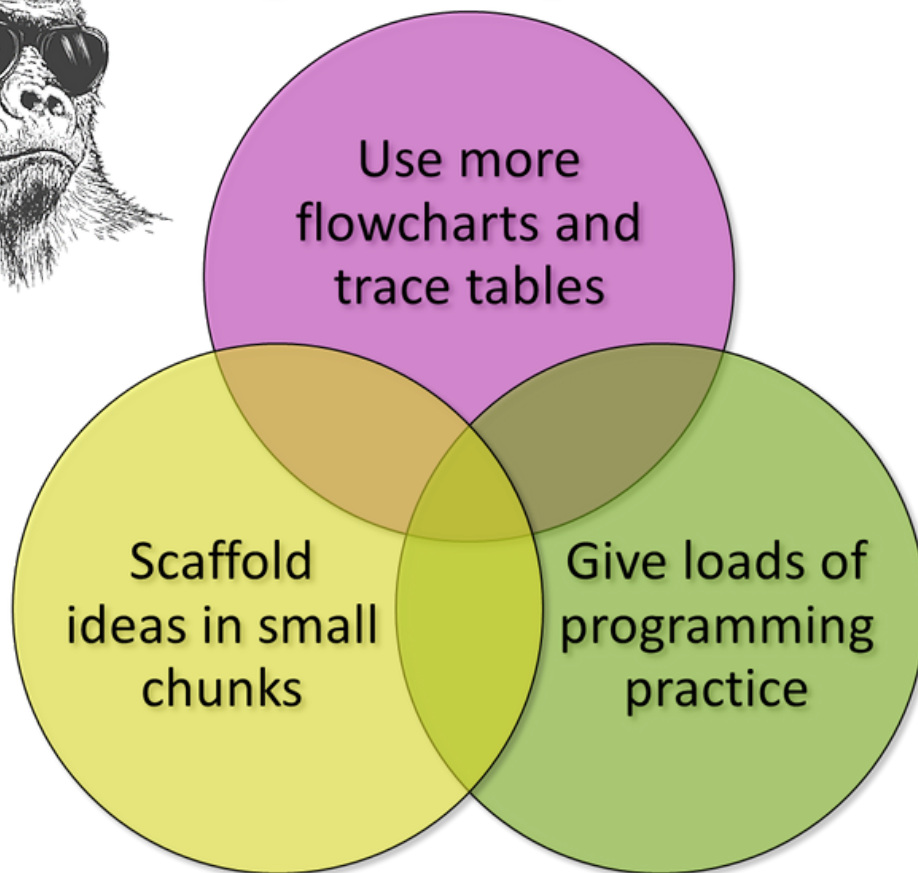 Use more
flowcharts and
trace tables
Scaffold
ideas in small
chunks
Give loads of
programming
practice